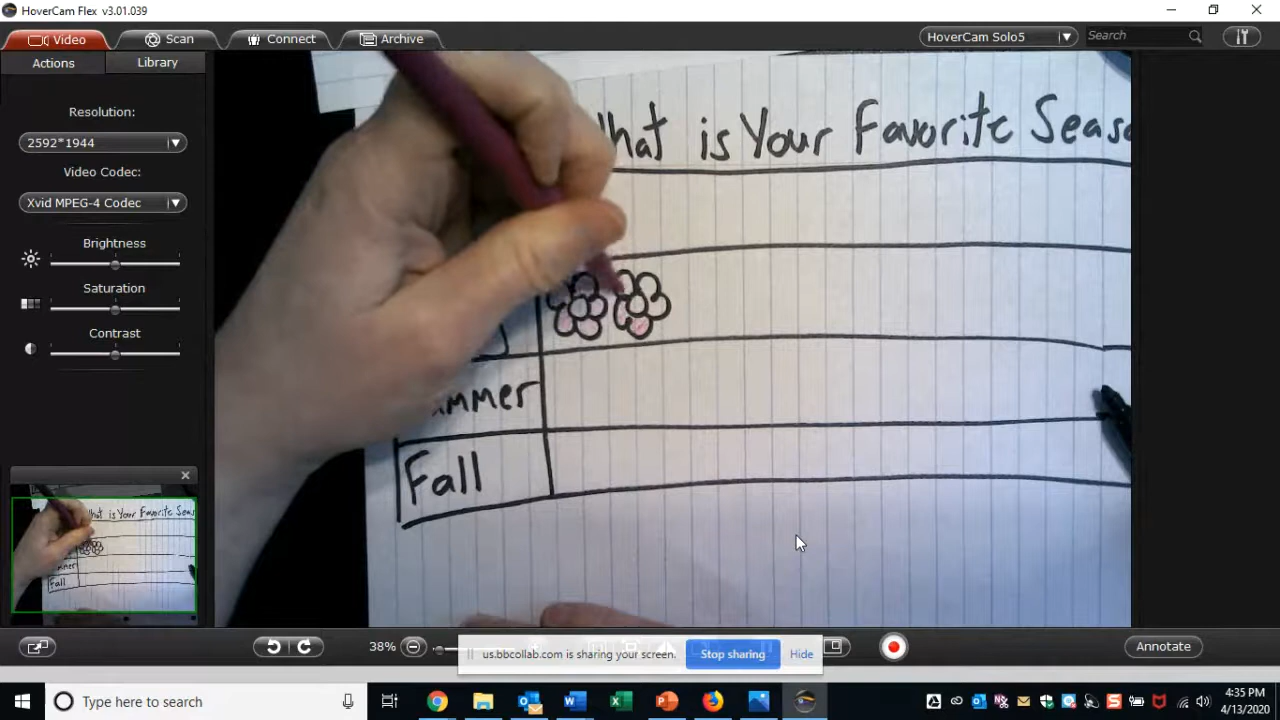 HoverCam Flex v3.01.039
Video Scan Connect Archive HoverCam Solo5 Search
Actions Library
Resolution:
2592*1944
Video Codec:
Xvid MPEG-4 Codec
Brightness
Saturation
Contrast
hat is Your Favorite Seas
mmer
Fall
38%
us.bbcollab.com is sharing your screen. Stop sharing Hide
Annotate
Type here to search
4:35 PM
4/13/2020